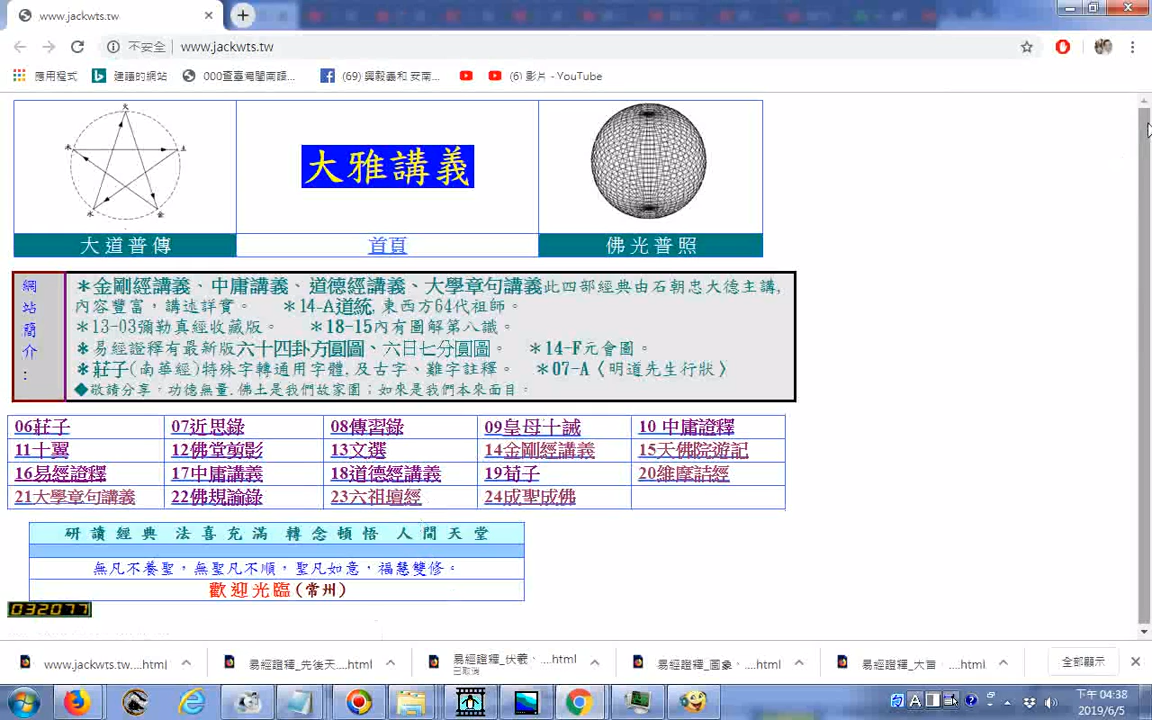 www.jackwts.tw
不安全 www.jackwts.tw
應用程式 建議的網站 000查臺粵閩南語... (69) 興毅義和 安南... (6) 影片 - YouTube
火
木 土
水 金
大雅講義
大道普傳 首頁 佛光普照
網站簡介：
＊金剛經講義、中庸講義、道德經講義、大學章句講義此四部經典由石朝忠大德主講,
內容豐富，講述詳實。 ＊14-A道統,東西方64代祖師。
＊13-03彌勒真經收藏版。 ＊18-15內有圖解第八識。
＊易經證釋有最新版六十四卦方圓圖、六日七分圓圖。 ＊14-F元會圖。
＊莊子(南華經)特殊字轉通用字體,及古字、難字註釋。 ＊07-A〈明道先生行狀〉
◆敬請分享，功德無量.佛土是我們故家園；如來是我們本來面目。
06莊子 07近思錄 08傳習錄 09皇母十誡 10 中庸證釋
11十翼 12佛堂剪影 13文選 14金剛經講義 15天佛院遊記
16易經證釋 17中庸講義 18道德經講義 19荀子 20維摩詰經
21大學章句講義 22佛規諭錄 23六祖壇經 24成聖成佛
研讀經典 法喜充滿 轉念頓悟 人間天堂
無凡不養聖，無聖凡不順，聖凡如意，福慧雙修。
歡迎光臨(常州)
032077
www.jackwts.tw....html 易經證釋_先後天....html 易經證釋_伏羲、....html 易經證釋_圖象、....html 易經證釋_大畜、....html 全部顯示
已取消
下午 04:38
2019/6/5